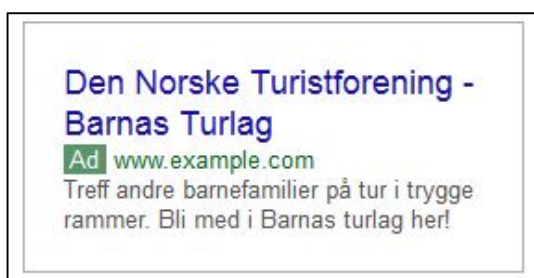 Den Norske Turistforening -
Barnas Turlag
Ad www.example.com
Treff andre barnefamilier på tur i trygge
rammer. Bli med i Barnas turlag her!